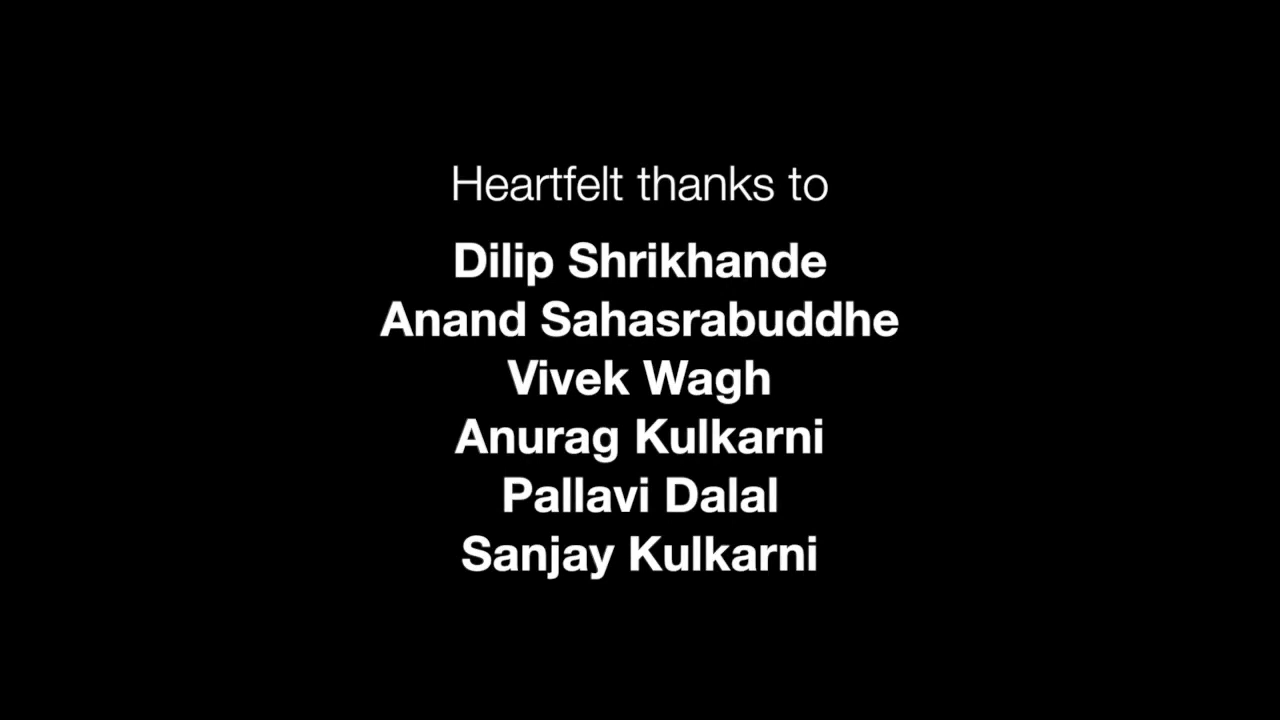 Heartfelt thanks to
Dilip Shrikhande
Anand Sahasrabuddhe
Vivek Wagh
Anurag Kulkarni
Pallavi Dalal
Sanjay Kulkarni